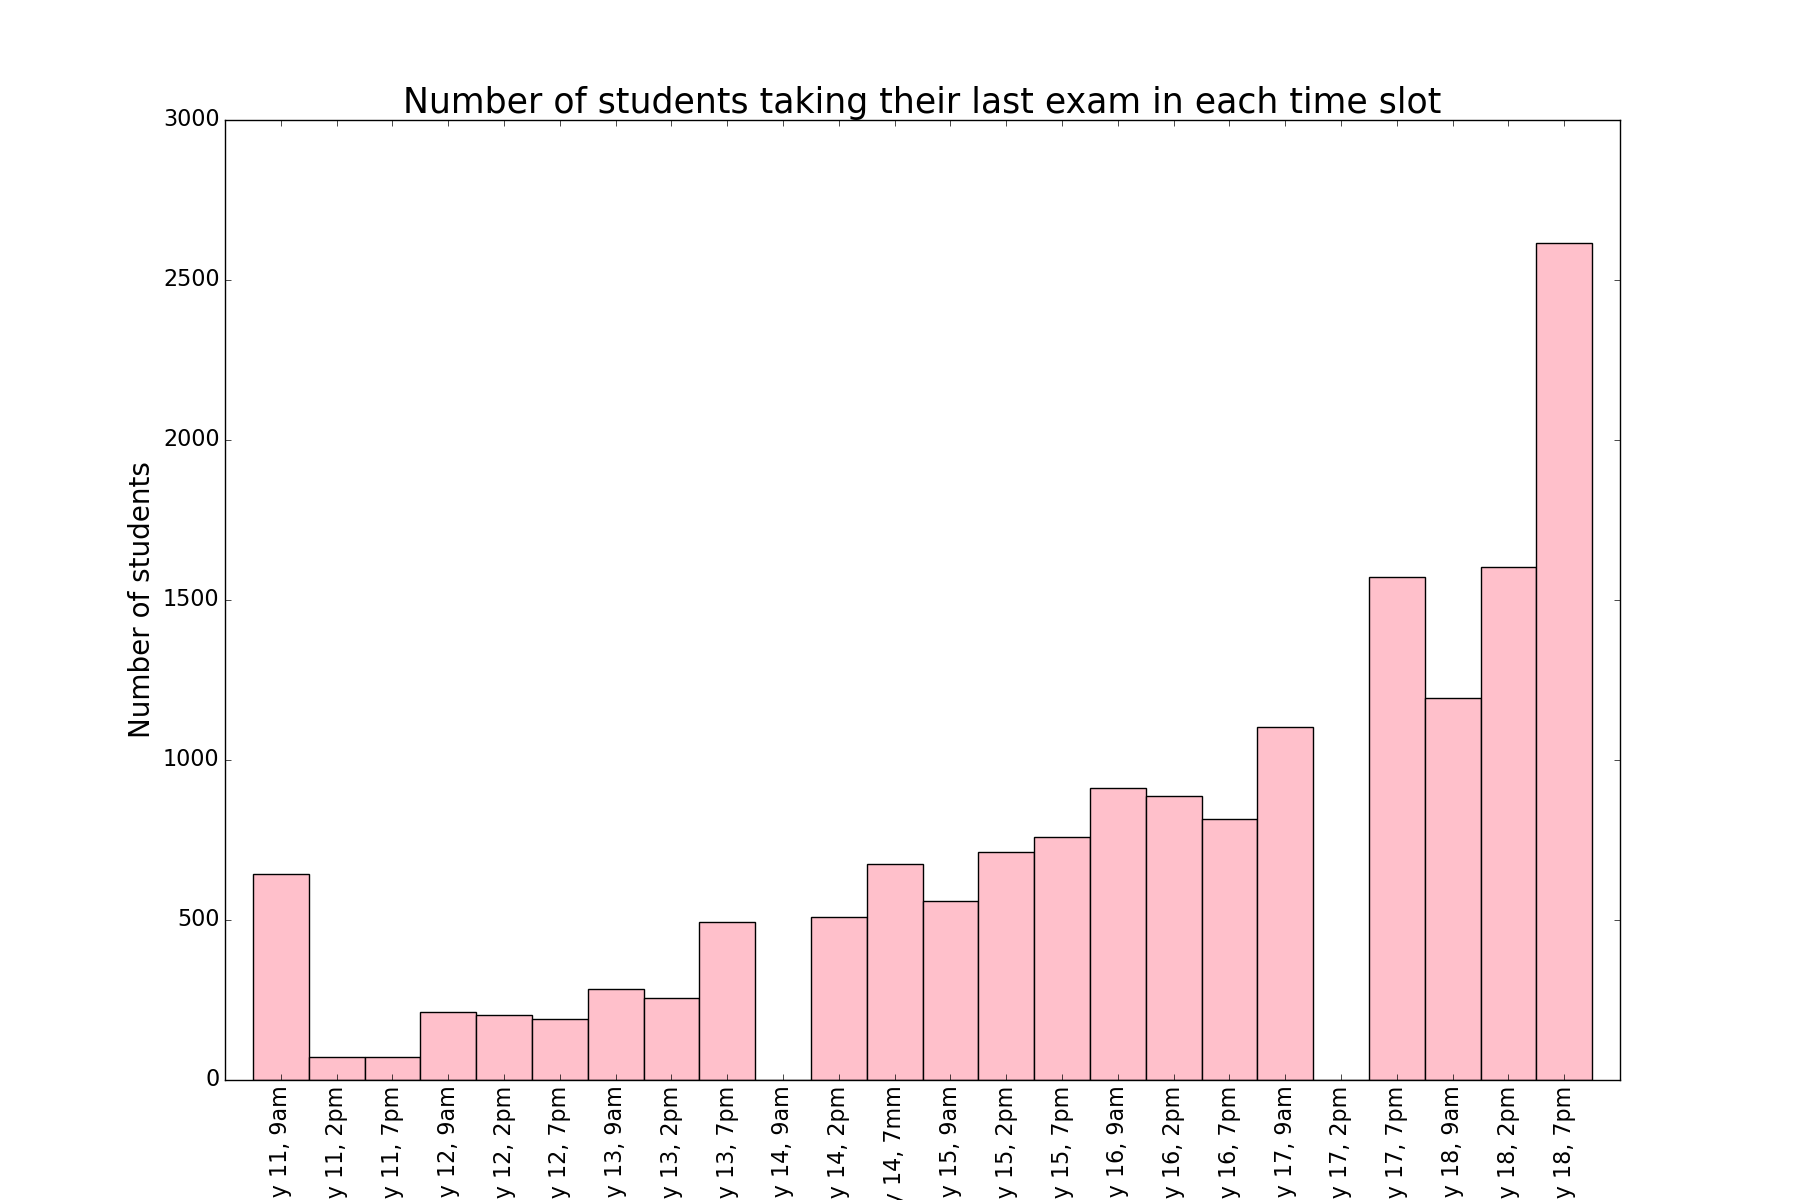 Number of students taking their last exam in each time slot
Number of students
3000
2500
2000
1500
1000
500
0
y 11, 9am
y 11, 2pm
y 11, 7pm
y 12, 9am
y 12, 2pm
y 12, 7pm
y 13, 9am
y 13, 2pm
y 13, 7pm
y 14, 9am
y 14, 2pm
y 14, 7mm
y 15, 9am
y 15, 2pm
y 15, 7pm
y 16, 9am
y 16, 2pm
y 16, 7pm
y 17, 9am
y 17, 2pm
y 17, 7pm
y 18, 9am
y 18, 2pm
y 18, 7pm